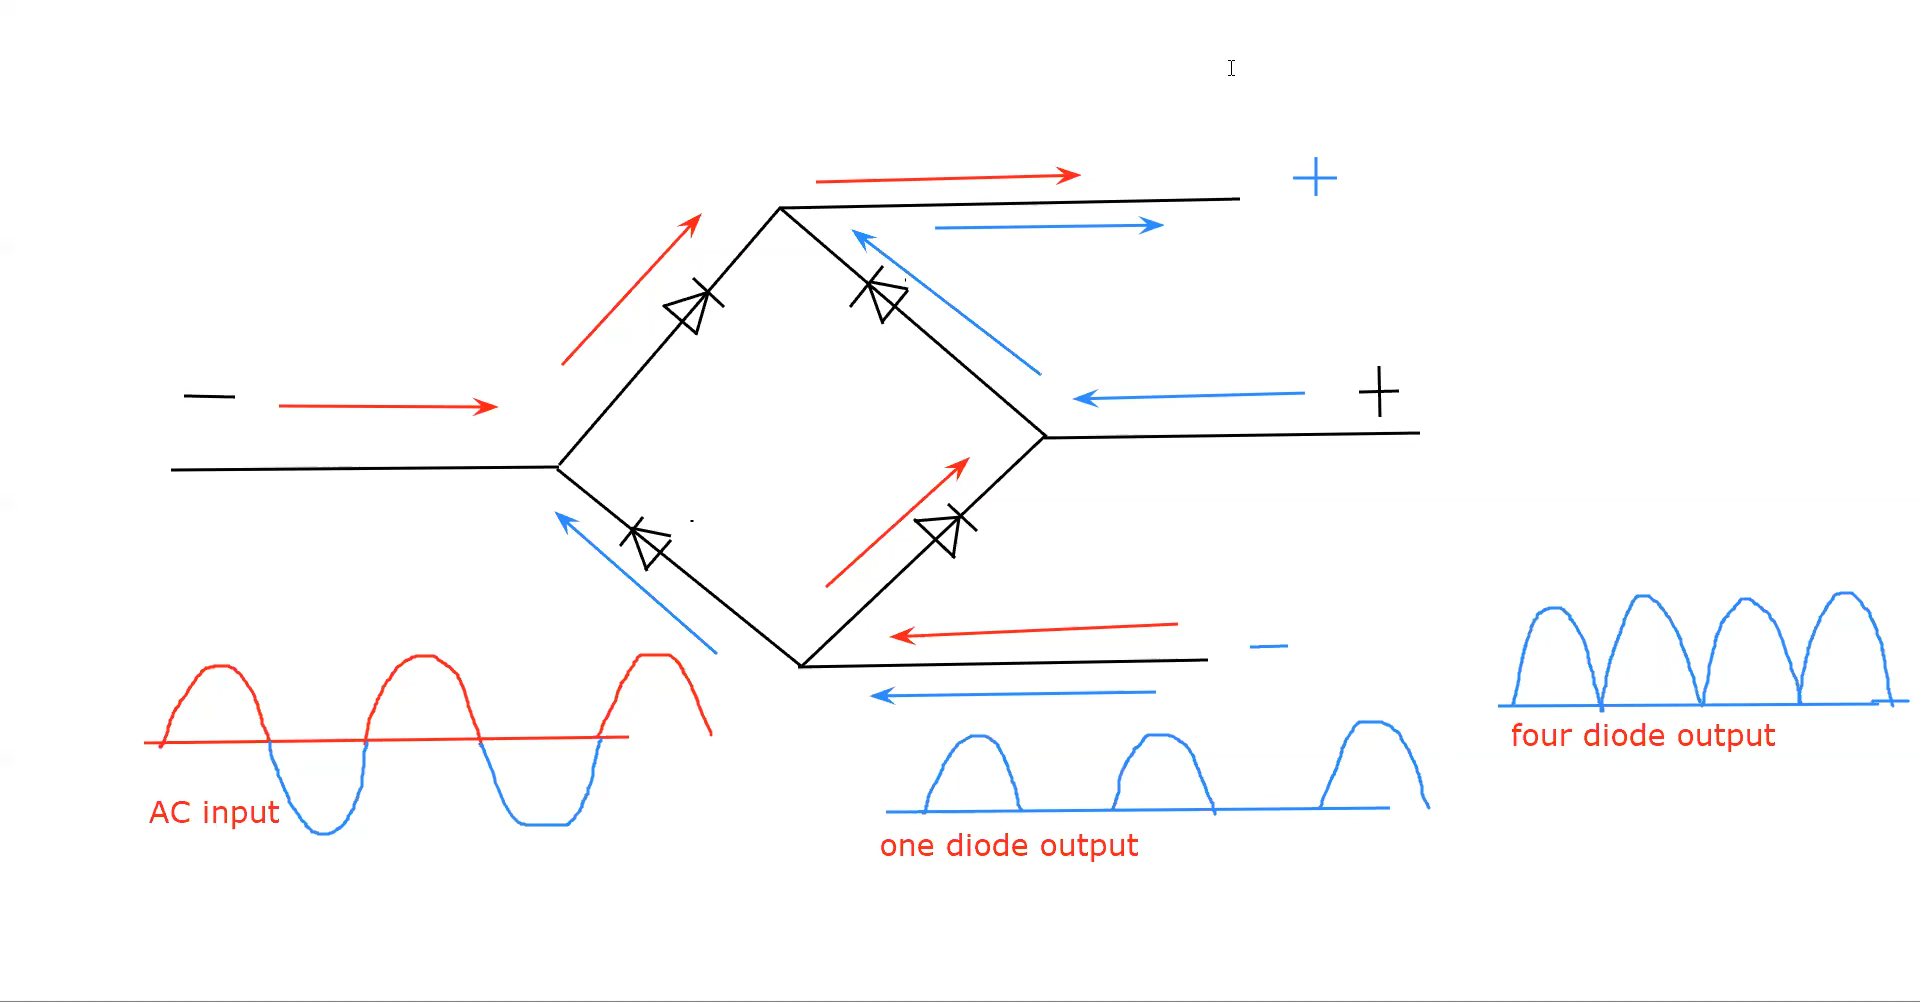 +
− +
−
AC input
four diode output
one diode output